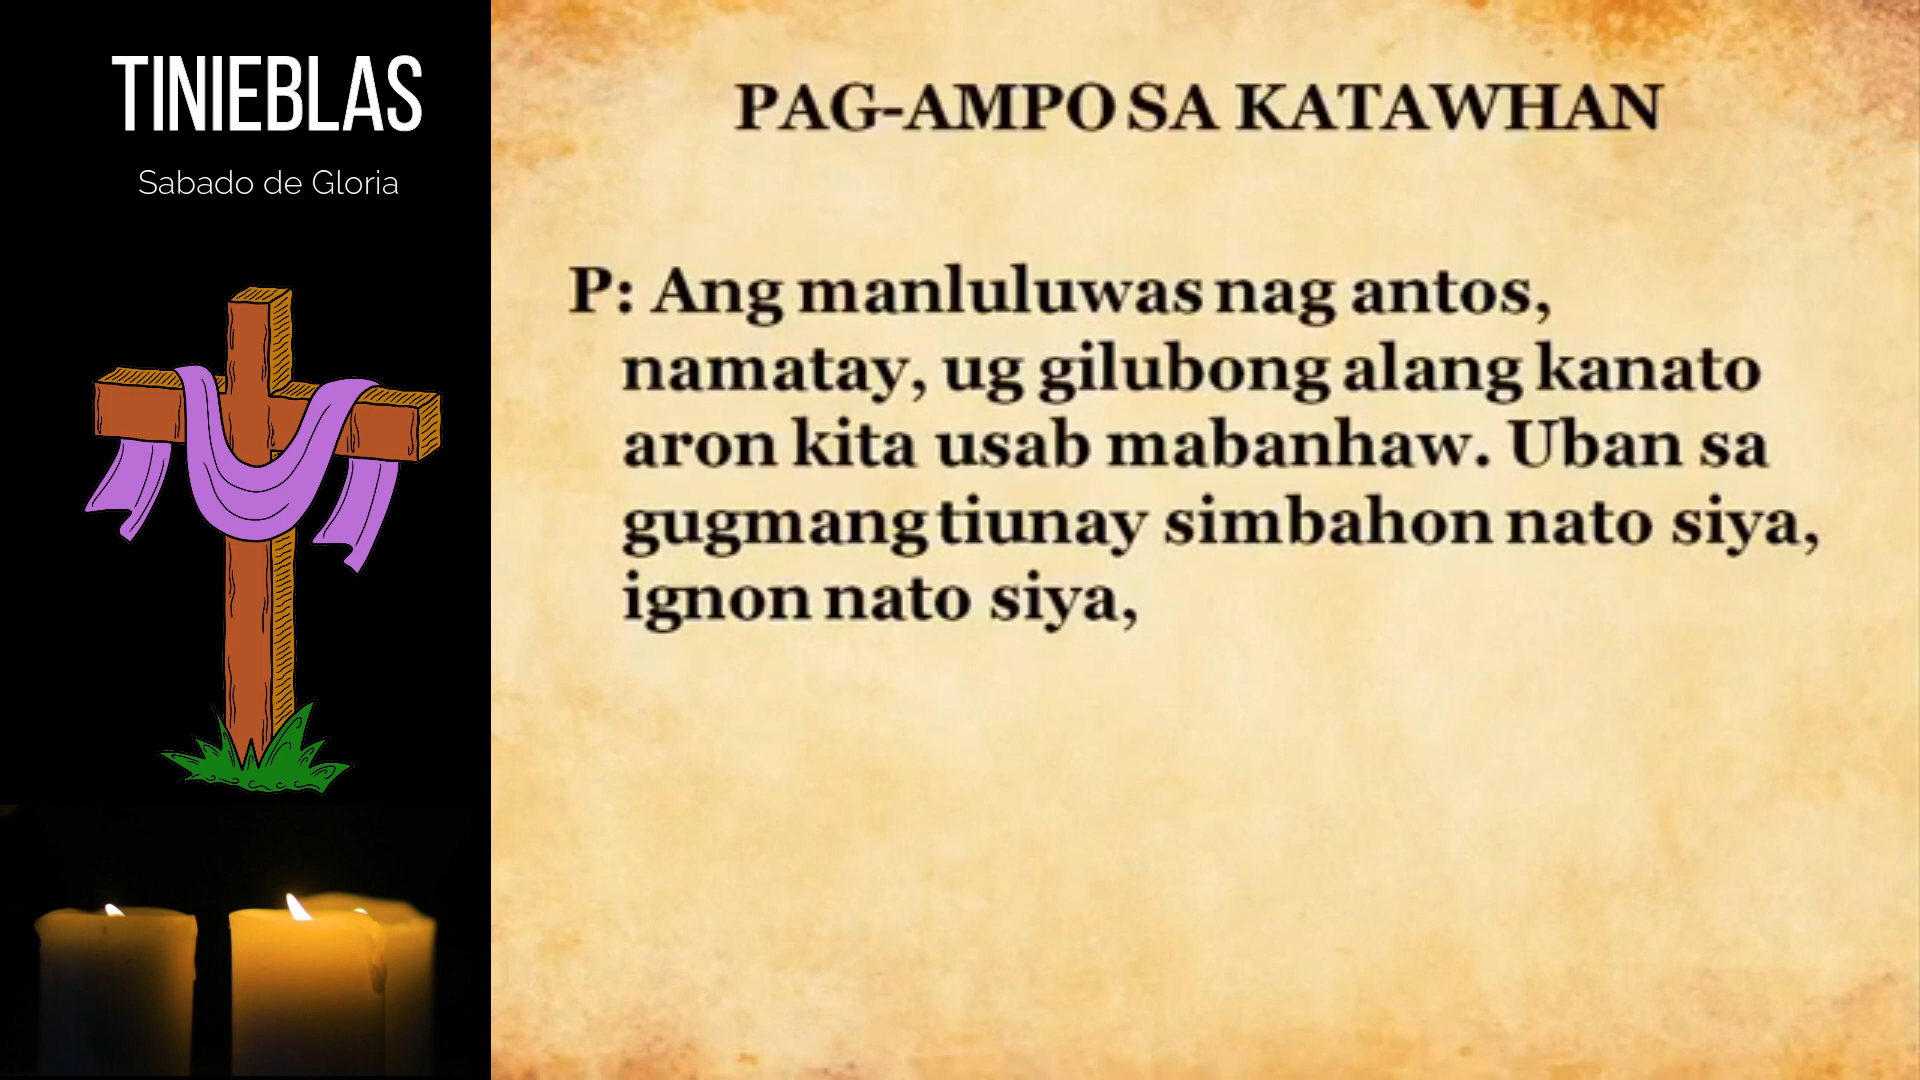 TINIEBLAS
Sabado de Gloria
PAG-AMPO SA KATAWHAN
P: Ang manluluwas nag antos,
namatay, ug gilubong alang kanato
aron kita usab mabanhaw. Uban sa
gugmang tiunay simbahon nato siya,
ignon nato siya,